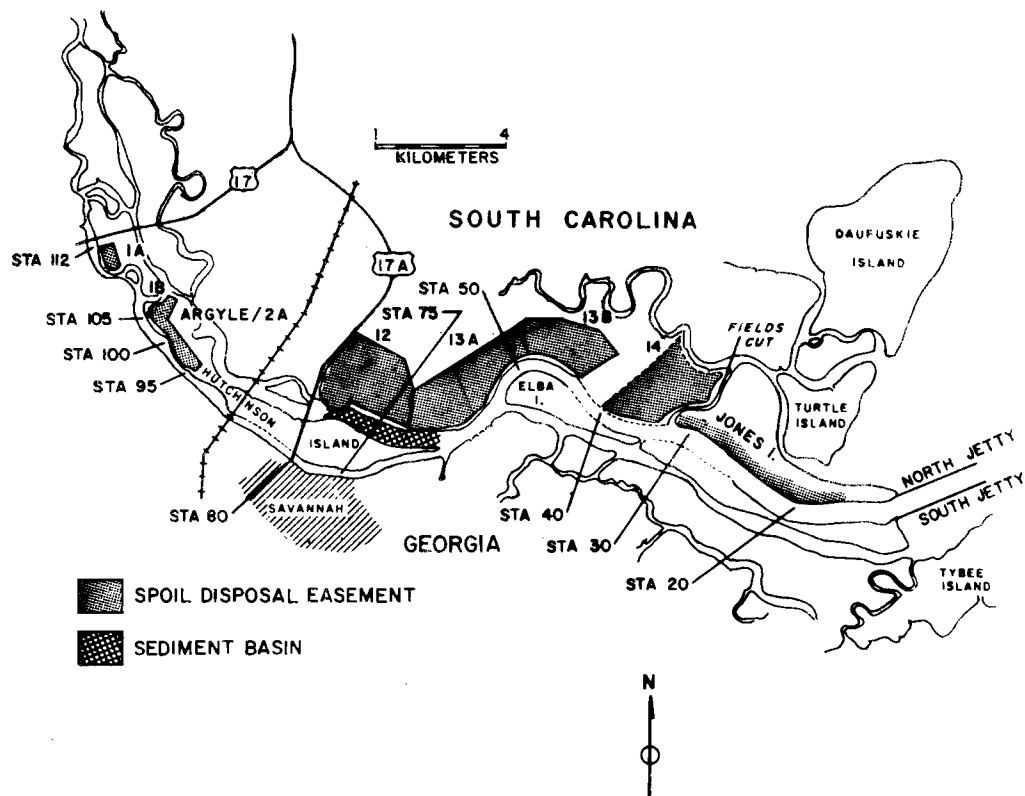 1 4
KILOMETERS
17
SOUTH CAROLINA
DAUFUSKIE
ISLAND
1A
STA 112
17A
STA 50
1B
ARGYLE/2A
STA 75
13B
STA 105
12
13A
FIELDS
CUT
14
STA 100
STA 95
HUTCHINSON
ISLAND
ELBA
I.
TURTLE
ISLAND
JONES I.
NORTH JETTY
SOUTH JETTY
SAVANNAH
STA 80
STA 40
GEORGIA
STA 30
STA 20
TYBEE
ISLAND
SPOIL DISPOSAL EASEMENT
SEDIMENT BASIN
N